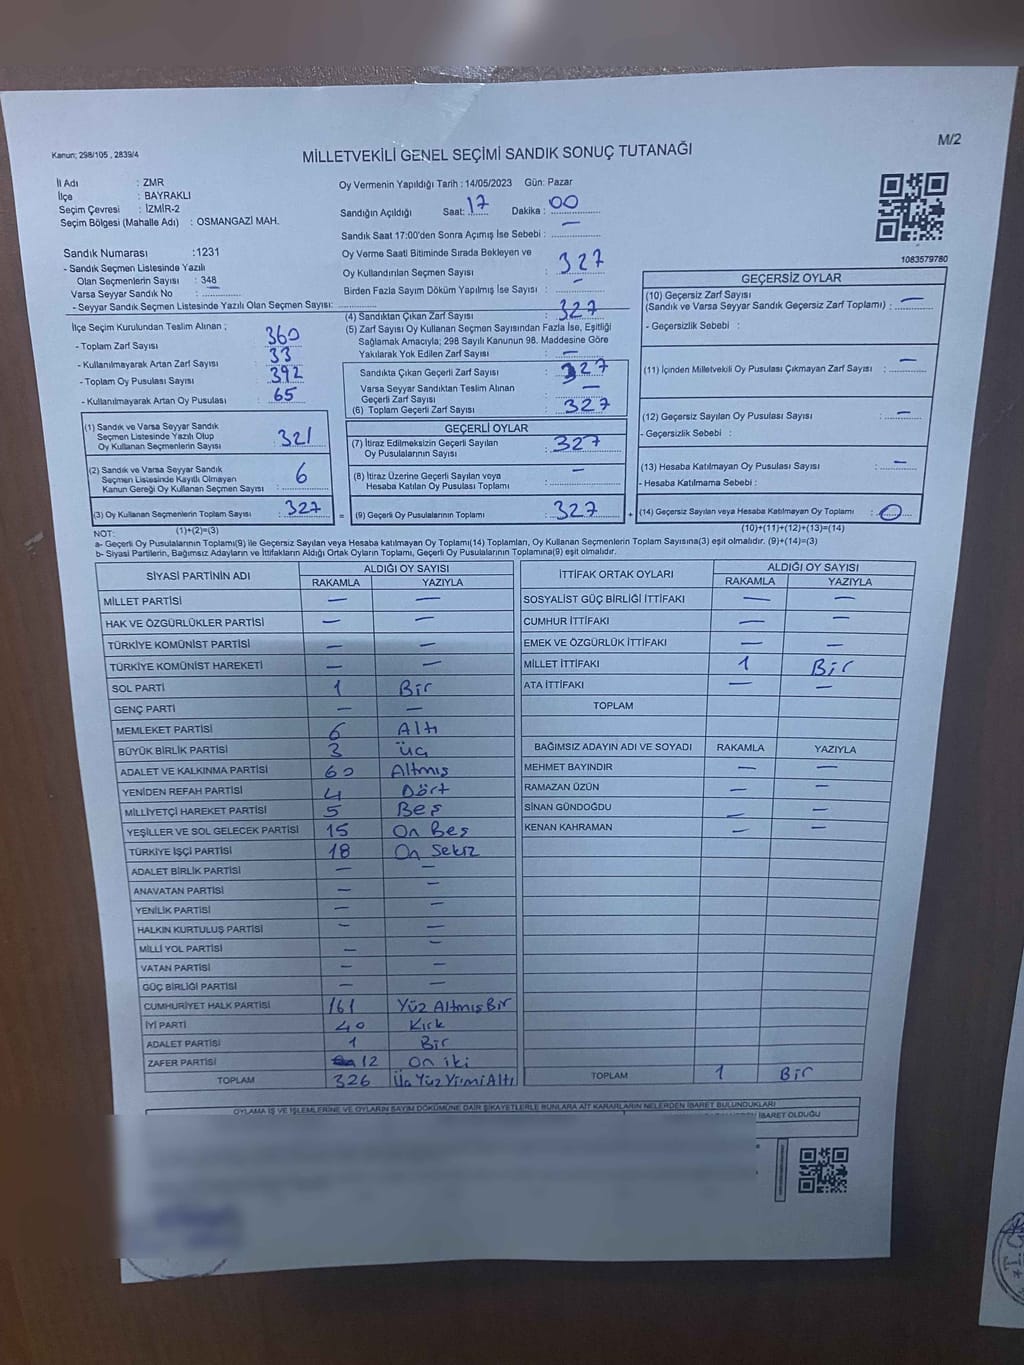 Kanun; 298/105 , 2839/4
M/2
MİLLETVEKİLİ GENEL SEÇİMİ SANDIK SONUÇ TUTANAĞI
İl Adı : ZMR
İlçe : BAYRAKLI
Seçim Çevresi : İZMİR-2
Seçim Bölgesi (Mahalle Adı) : OSMANGAZİ MAH.
Oy Vermenin Yapıldığı Tarih : 14/05/2023 Gün: Pazar
Sandığın Açıldığı Saat: 17 Dakika : 00
Sandık Saat 17:00'den Sonra Açımış İse Sebebi : —
1083579780
Sandık Numarası :1231
- Sandık Seçmen Listesinde Yazılı
Olan Seçmenlerin Sayısı : 348
Varsa Seyyar Sandık No :
- Seyyar Sandık Seçmen Listesinde Yazılı Olan Seçmen Sayısı:
Oy Verme Saati Bitiminde Sırada Bekleyen ve
Oy Kullandırılan Seçmen Sayısı : 327
Birden Fazla Sayım Döküm Yapılmış İse Sayısı : —
(4) Sandıktan Çıkan Zarf Sayısı : 327
(5) Zarf Sayısı Oy Kullanan Seçmen Sayısından Fazla İse, Eşitliği
Sağlamak Amacıyla; 298 Sayılı Kanunun 98. Maddesine Göre
Yakılarak Yok Edilen Zarf Sayısı : —
İlçe Seçim Kurulundan Teslim Alınan ;
- Toplam Zarf Sayısı : 360
- Kullanılmayarak Artan Zarf Sayısı : 33
- Toplam Oy Pusulası Sayısı : 392
- Kullanılmayarak Artan Oy Pusulası : 65
Sandıkta Çıkan Geçerli Zarf Sayısı : 327
Varsa Seyyar Sandıktan Teslim Alınan
Geçerli Zarf Sayısı : —
(6) Toplam Geçerli Zarf Sayısı : 327
GEÇERSİZ OYLAR
(10) Geçersiz Zarf Sayısı
(Sandık ve Varsa Seyyar Sandık Geçersiz Zarf Toplamı) : —
- Geçersizlik Sebebi :
(11) İçinden Milletvekili Oy Pusulası Çıkmayan Zarf Sayısı : —
(12) Geçersiz Sayılan Oy Pusulası Sayısı : —
- Geçersizlik Sebebi :
(13) Hesaba Katılmayan Oy Pusulası Sayısı : —
- Hesaba Katılmama Sebebi :
(14) Geçersiz Sayılan veya Hesaba Katılmayan Oy Toplamı : 0
(1) Sandık ve Varsa Seyyar Sandık
Seçmen Listesinde Yazılı Olup
Oy Kullanan Seçmenlerin Sayısı : 321
(2) Sandık ve Varsa Seyyar Sandık
Seçmen Listesinde Kayıtlı Olmayan
Kanun Gereği Oy Kullanan Seçmen Sayısı : 6
(3) Oy Kullanan Seçmenlerin Toplam Sayısı : 327 =
GEÇERLİ OYLAR
(7) İtiraz Edilmeksizin Geçerli Sayılan
Oy Pusulalarının Sayısı : 327
(8) İtiraz Üzerine Geçerli Sayılan veya
Hesaba Katılan Oy Pusulası Toplamı : —
(9) Geçerli Oy Pusulalarının Toplamı : 327 +
NOT: (1)+(2)=(3)
(10)+(11)+(12)+(13)=(14)
a- Geçerli Oy Pusulalarının Toplamı(9) ile Geçersiz Sayılan veya Hesaba katılmayan Oy Toplamı(14) Toplamları, Oy Kullanan Seçmenlerin Toplam Sayısına(3) eşit olmalıdır. (9)+(14)=(3)
b- Siyasi Partilerin, Bağımsız Adayların ve İttifakların Aldığı Ortak Oyların Toplamı, Geçerli Oy Pusulalarının Toplamına(9) eşit olmalıdır.
SİYASİ PARTİNİN ADI ALDIĞI OY SAYISI
RAKAMLA YAZIYLA
MİLLET PARTİSİ — —
HAK VE ÖZGÜRLÜKLER PARTİSİ — —
TÜRKİYE KOMÜNİST PARTİSİ — —
TÜRKİYE KOMÜNİST HAREKETİ — —
SOL PARTİ 1 Bir
GENÇ PARTİ — —
MEMLEKET PARTİSİ 6 Altı
BÜYÜK BİRLİK PARTİSİ 3 Üç
ADALET VE KALKINMA PARTİSİ 60 Altmış
YENİDEN REFAH PARTİSİ 4 Dört
MİLLİYETÇİ HAREKET PARTİSİ 5 Beş
YEŞİLLER VE SOL GELECEK PARTİSİ 15 On Beş
TÜRKİYE İŞÇİ PARTİSİ 18 On Sekiz
ADALET BİRLİK PARTİSİ — —
ANAVATAN PARTİSİ — —
YENİLİK PARTİSİ — —
HALKIN KURTULUŞ PARTİSİ — —
MİLLİ YOL PARTİSİ — —
VATAN PARTİSİ — —
GÜÇ BİRLİĞİ PARTİSİ — —
CUMHURİYET HALK PARTİSİ 161 Yüz AltmışBir
İYİ PARTİ 40 Kırk
ADALET PARTİSİ 1 Bir
ZAFER PARTİSİ 12 On iki
TOPLAM 326 Üç Yüz YirmiAltı
İTTİFAK ORTAK OYLARI ALDIĞI OY SAYISI
RAKAMLA YAZIYLA
SOSYALİST GÜÇ BİRLİĞİ İTTİFAKI — —
CUMHUR İTTİFAKI — —
EMEK VE ÖZGÜRLÜK İTTİFAKI — —
MİLLET İTTİFAKI 1 Bir
ATA İTTİFAKI — —
TOPLAM
BAĞIMSIZ ADAYIN ADI VE SOYADI RAKAMLA YAZIYLA
MEHMET BAYINDIR — —
RAMAZAN ÜZÜN — —
SİNAN GÜNDOĞDU — —
KENAN KAHRAMAN — —
TOPLAM 1 Bir
OYLAMA İŞ VE İŞLEMLERİNE VE OYLARIN SAYIM DÖKÜMÜNE DAİR ŞİKAYETLERLE BUNLARA AİT KARARLARIN NELERDEN İBARET BULUNDUKLARI
İBARET OLDUĞU